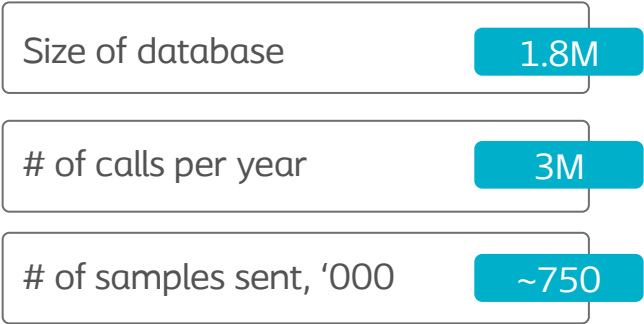 Size of database 1.8M
# of calls per year 3M
# of samples sent, ‘000 ~750